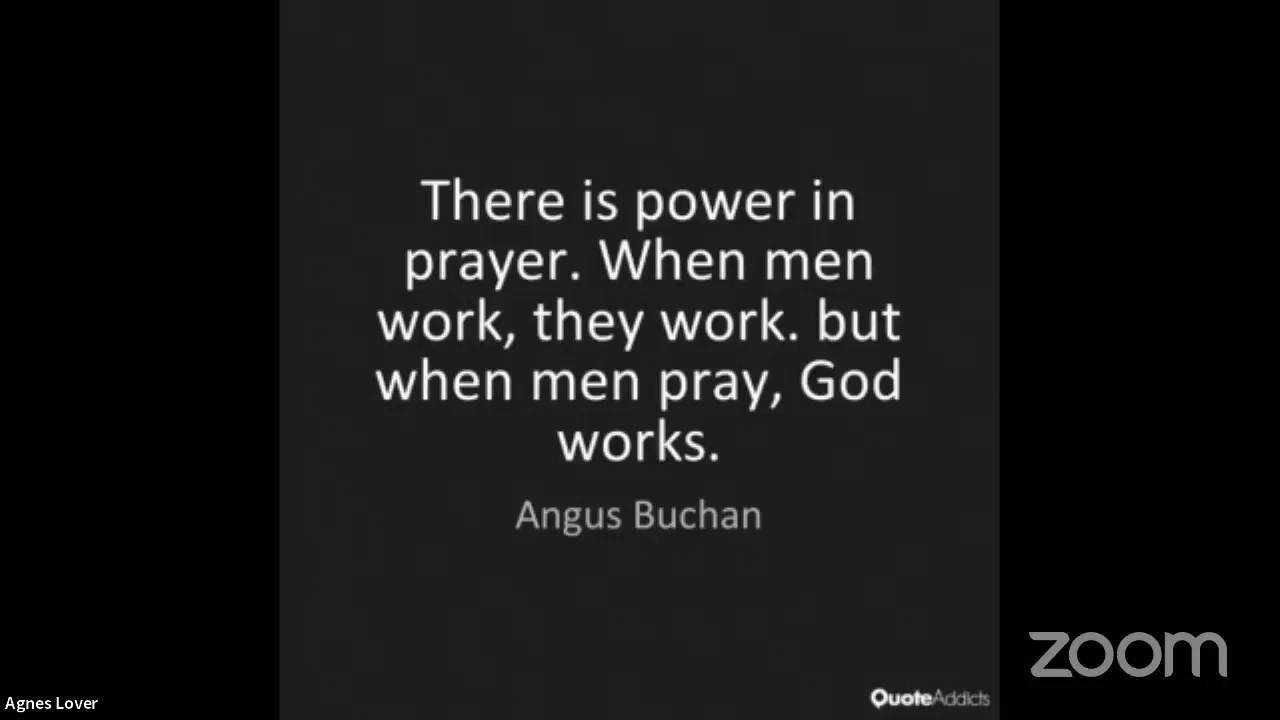 There is power in
prayer. When men
work, they work. but
when men pray, God
works.
Angus Buchan
zoom
QuoteAddicts
Agnes Lover